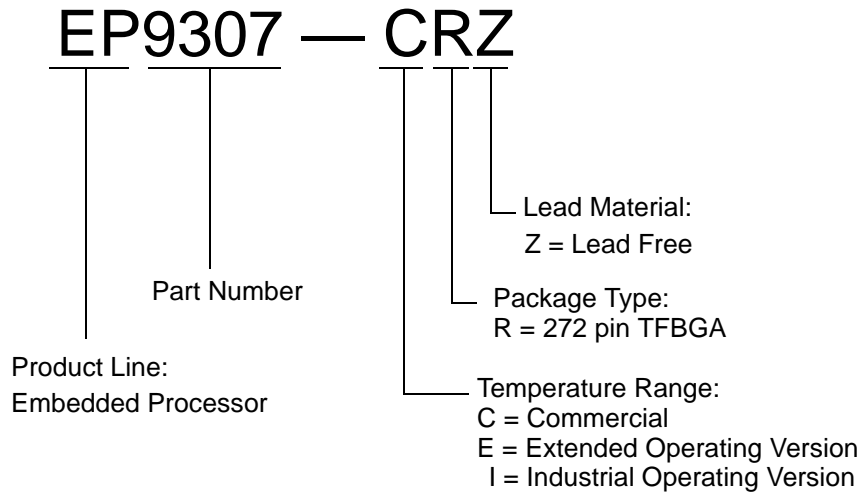 EP9307 — CRZ
Lead Material:
Z = Lead Free
Part Number
Package Type:
R = 272 pin TFBGA
Product Line:
Embedded Processor
Temperature Range:
C = Commercial
E = Extended Operating Version
I = Industrial Operating Version